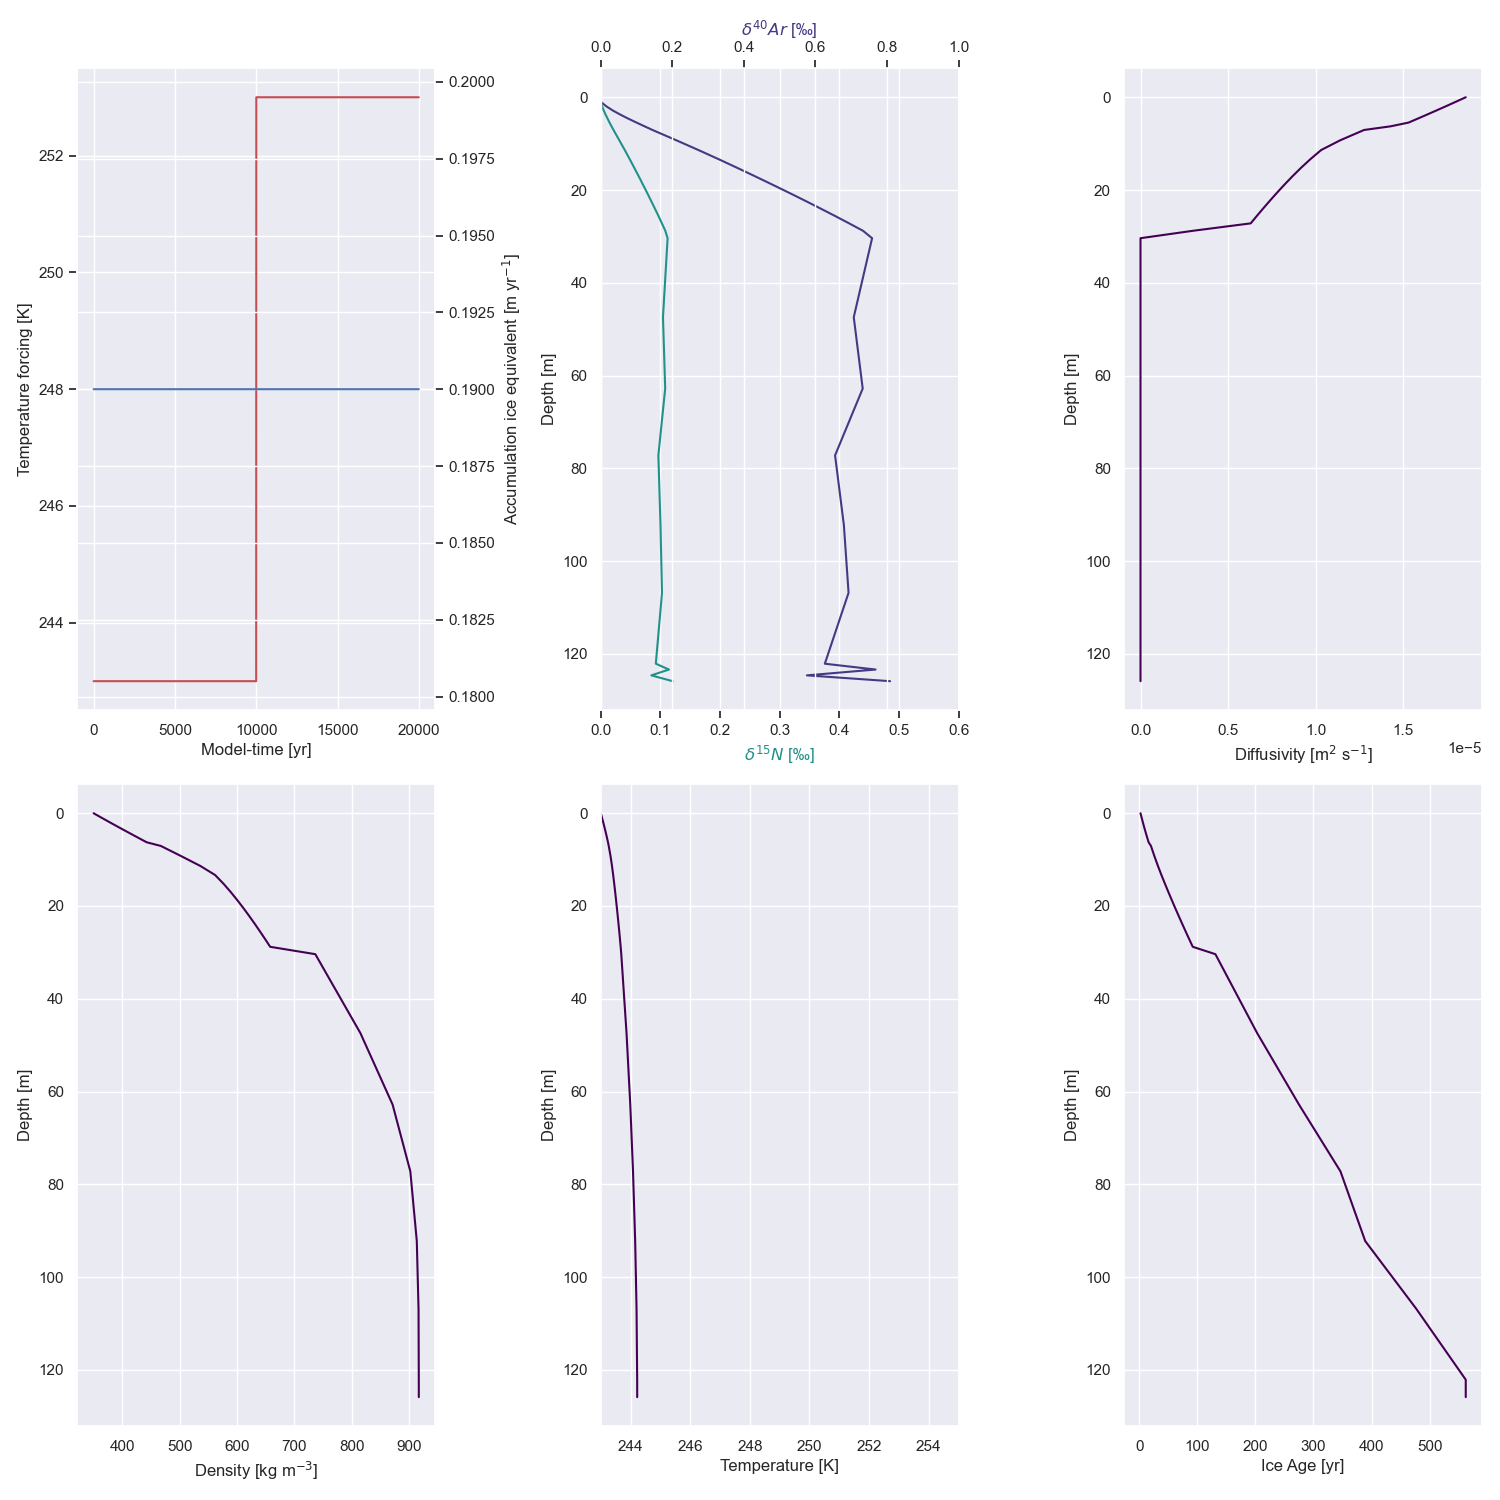 δ⁴⁰Ar [‰]
0.0 0.2 0.4 0.6 0.8 1.0
Temperature forcing [K]
252
250
248
246
244
0.2000
0.1975
0.1950
0.1925
0.1900
0.1875
0.1850
0.1825
0.1800
Accumulation ice equivalent [m yr⁻¹]
0 5000 10000 15000 20000
Model-time [yr]
Depth [m]
0
20
40
60
80
100
120
0.0 0.1 0.2 0.3 0.4 0.5 0.6
δ¹⁵N [‰]
Depth [m]
0
20
40
60
80
100
120
0.0 0.5 1.0 1.5
1e−5
Diffusivity [m² s⁻¹]
Depth [m]
0
20
40
60
80
100
120
400 500 600 700 800 900
Density [kg m⁻³]
Depth [m]
0
20
40
60
80
100
120
244 246 248 250 252 254
Temperature [K]
Depth [m]
0
20
40
60
80
100
120
0 100 200 300 400 500
Ice Age [yr]